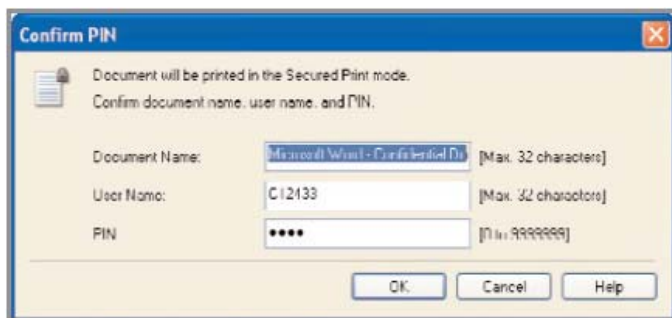 Confirm PIN
Document will be printed in the Secured Print mode.
Confirm document name, user name, and PIN.
Document Name: Microsoft Word - Confidential Do [Max. 32 characters]
User Name: C12433 [Max. 32 characters]
PIN •••• [0 to 9999999]
OK Cancel Help